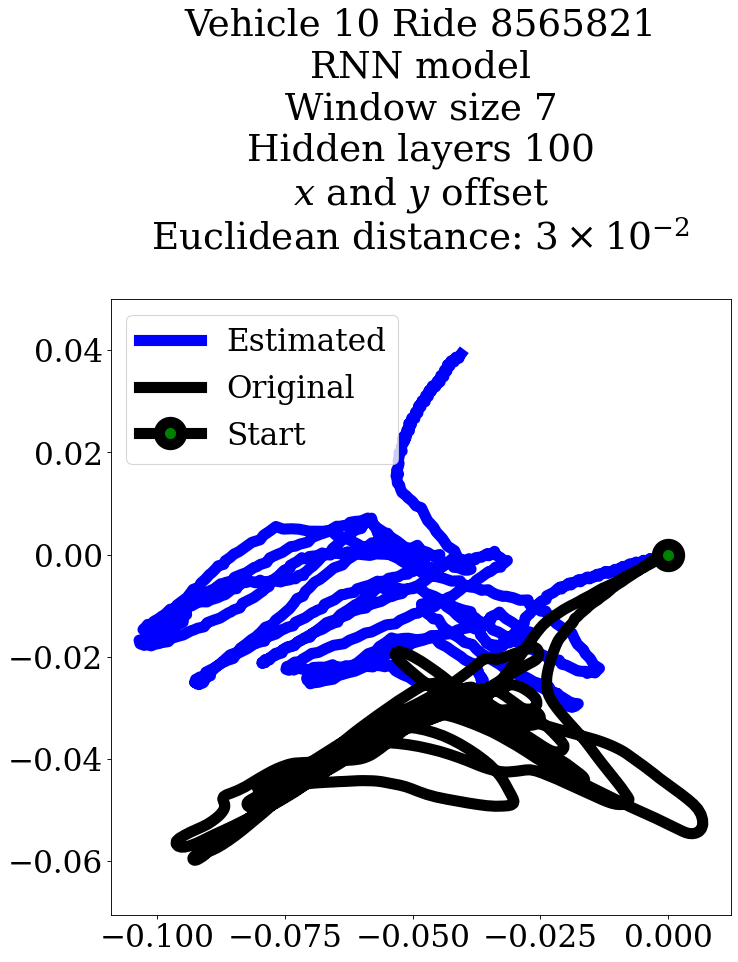 Vehicle 10 Ride 8565821
RNN model
Window size 7
Hidden layers 100
x and y offset
Euclidean distance: 3 × 10⁻²
Estimated
Original
Start
0.04
0.02
0.00
−0.02
−0.04
−0.06
−0.100 −0.075 −0.050 −0.025 0.000